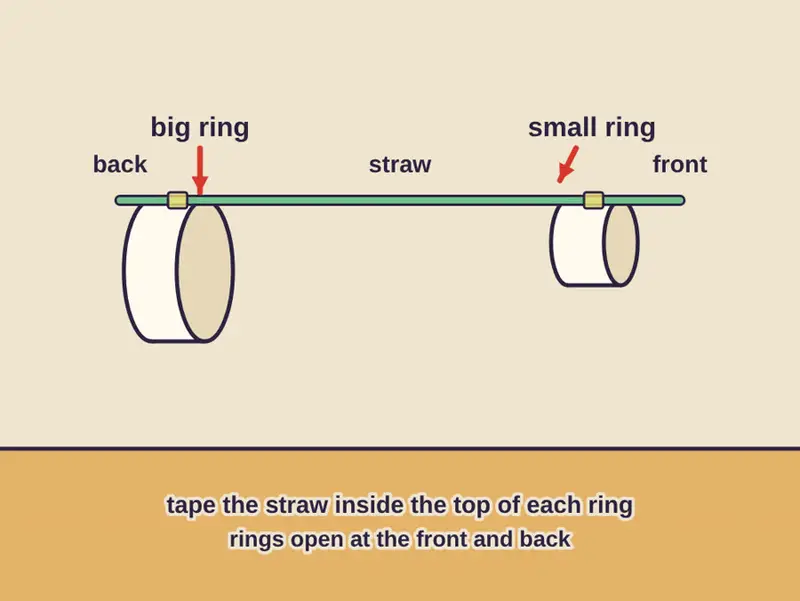 big ring
small ring
back
straw
front
tape the straw inside the top of each ring
rings open at the front and back